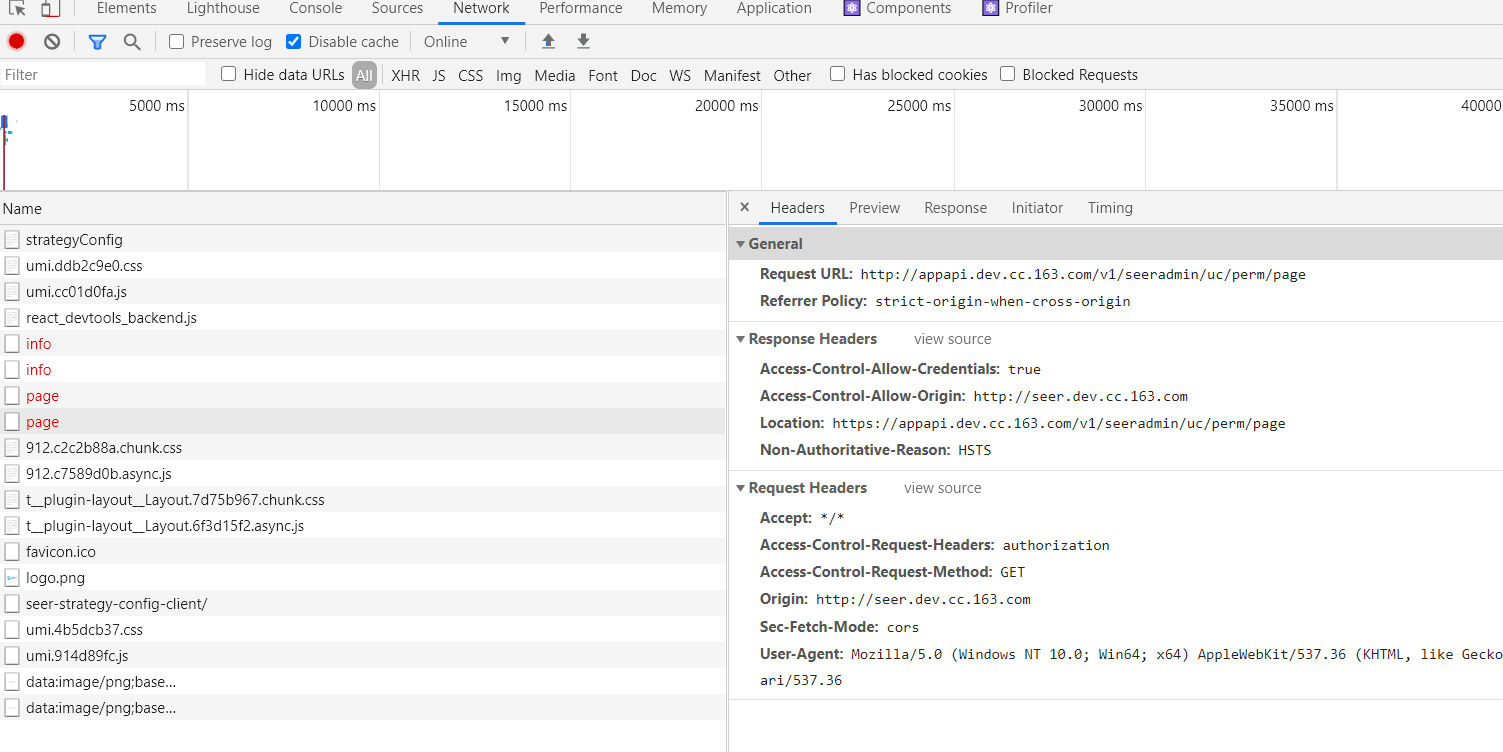 Elements Lighthouse Console Sources Network Performance Memory Application Components Profiler
Preserve log Disable cache Online
Filter Hide data URLs All XHR JS CSS Img Media Font Doc WS Manifest Other Has blocked cookies Blocked Requests
5000 ms 10000 ms 15000 ms 20000 ms 25000 ms 30000 ms 35000 ms 40000
Name
strategyConfig
umi.ddb2c9e0.css
umi.cc01d0fa.js
react_devtools_backend.js
info
info
page
page
912.c2c2b88a.chunk.css
912.c7589d0b.async.js
t__plugin-layout__Layout.7d75b967.chunk.css
t__plugin-layout__Layout.6f3d15f2.async.js
favicon.ico
logo.png
seer-strategy-config-client/
umi.4b5dcb37.css
umi.914d89fc.js
data:image/png;base...
data:image/png;base...
× Headers Preview Response Initiator Timing
General
Request URL: http://appapi.dev.cc.163.com/v1/seeradmin/uc/perm/page
Referrer Policy: strict-origin-when-cross-origin
Response Headers view source
Access-Control-Allow-Credentials: true
Access-Control-Allow-Origin: http://seer.dev.cc.163.com
Location: https://appapi.dev.cc.163.com/v1/seeradmin/uc/perm/page
Non-Authoritative-Reason: HSTS
Request Headers view source
Accept: */*
Access-Control-Request-Headers: authorization
Access-Control-Request-Method: GET
Origin: http://seer.dev.cc.163.com
Sec-Fetch-Mode: cors
User-Agent: Mozilla/5.0 (Windows NT 10.0; Win64; x64) AppleWebKit/537.36 (KHTML, like Gecko
ari/537.36